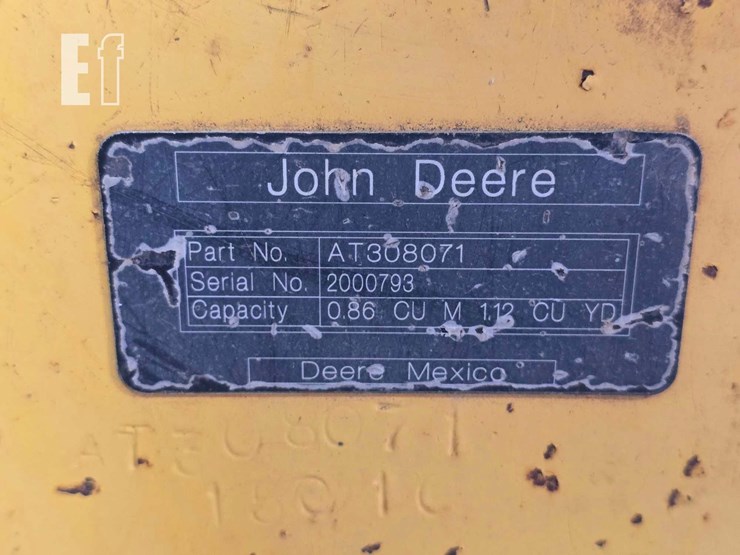 Ef
John Deere
Part No. AT308071
Serial No. 2000793
Capacity 0.86 CU M 1.12 CU YD
Deere Mexico
AT308071